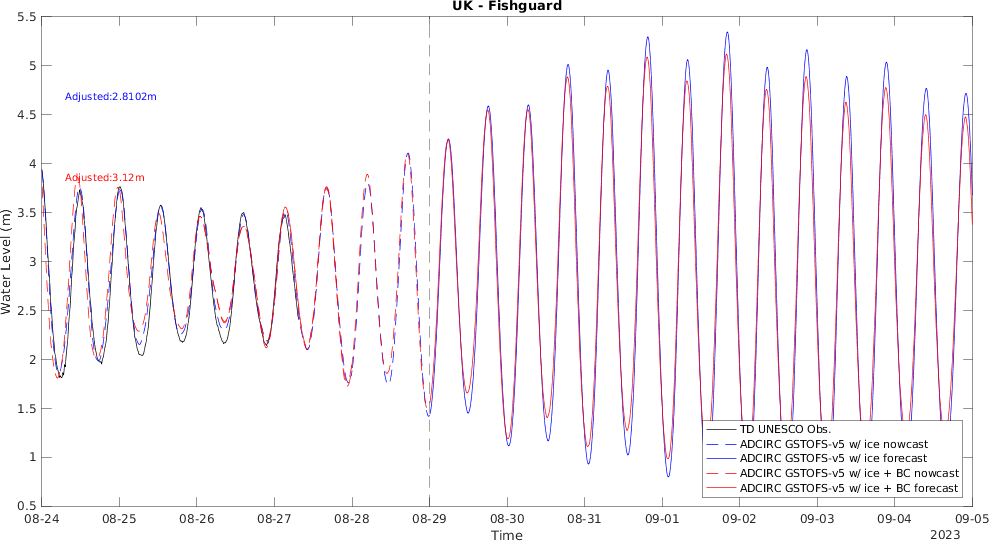 UK - Fishguard
5.5
5
4.5
4
3.5
3
2.5
2
1.5
1
0.5
Water Level (m)
Adjusted:2.8102m
Adjusted:3.12m
TD UNESCO Obs.
ADCIRC GSTOFS-v5 w/ ice nowcast
ADCIRC GSTOFS-v5 w/ ice forecast
ADCIRC GSTOFS-v5 w/ ice + BC nowcast
ADCIRC GSTOFS-v5 w/ ice + BC forecast
08-24 08-25 08-26 08-27 08-28 08-29 08-30 08-31 09-01 09-02 09-03 09-04 09-05
Time
2023